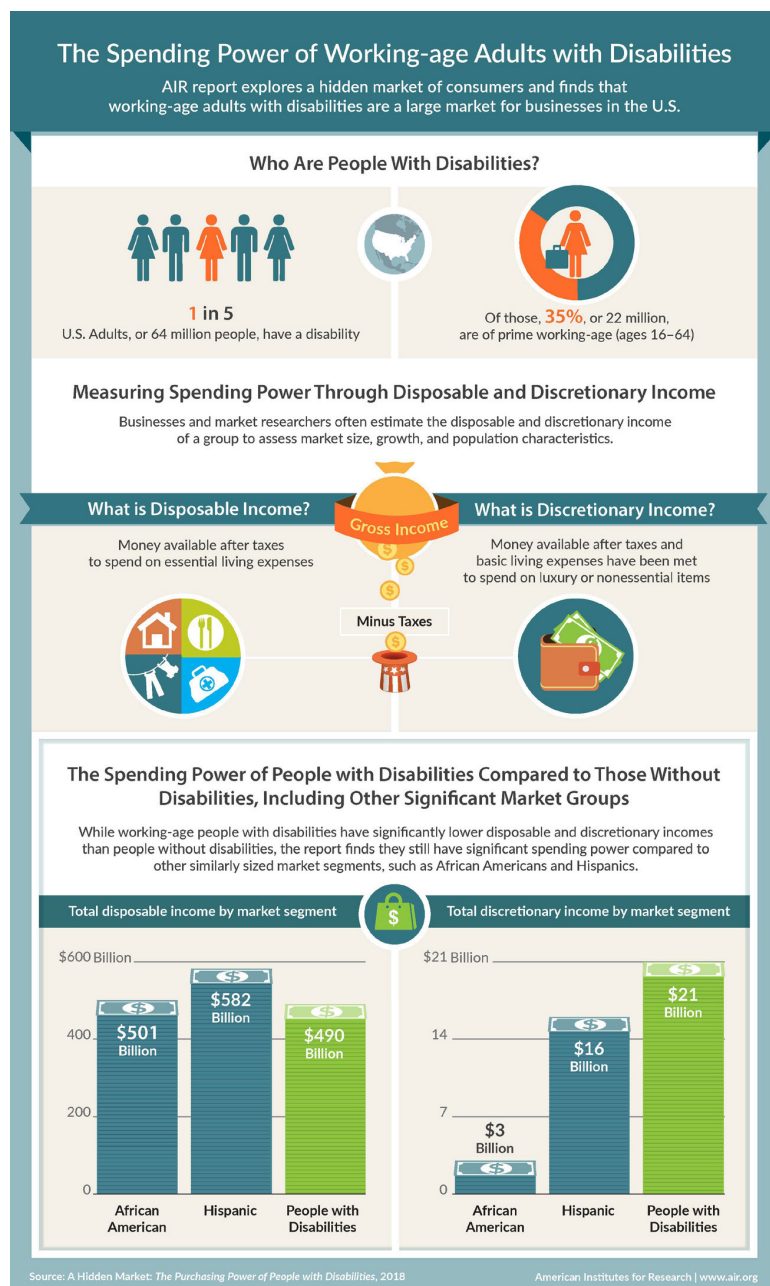 The Spending Power of Working-age Adults with Disabilities
AIR report explores a hidden market of consumers and finds that
working-age adults with disabilities are a large market for businesses in the U.S.
Who Are People With Disabilities?
1 in 5
U.S. Adults, or 64 million people, have a disability
Of those, 35%, or 22 million,
are of prime working-age (ages 16–64)
Measuring Spending Power Through Disposable and Discretionary Income
Businesses and market researchers often estimate the disposable and discretionary income
of a group to assess market size, growth, and population characteristics.
What is Disposable Income?
Money available after taxes
to spend on essential living expenses
Gross Income
$
$
$
Minus Taxes
$
What is Discretionary Income?
Money available after taxes and
basic living expenses have been met
to spend on luxury or nonessential items
The Spending Power of People with Disabilities Compared to Those Without
Disabilities, Including Other Significant Market Groups
While working-age people with disabilities have significantly lower disposable and discretionary incomes
than people without disabilities, the report finds they still have significant spending power compared to
other similarly sized market segments, such as African Americans and Hispanics.
Total disposable income by market segment
$
Total discretionary income by market segment
$600 Billion
400
200
0
$
$501
Billion
$
$582
Billion
$
$490
Billion
African
American
Hispanic
People with
Disabilities
$21 Billion
14
7
0
$3
Billion
$
$
$16
Billion
$
$21
Billion
African
American
Hispanic
People with
Disabilities
Source: A Hidden Market: The Purchasing Power of People with Disabilities, 2018
American Institutes for Research | www.air.org